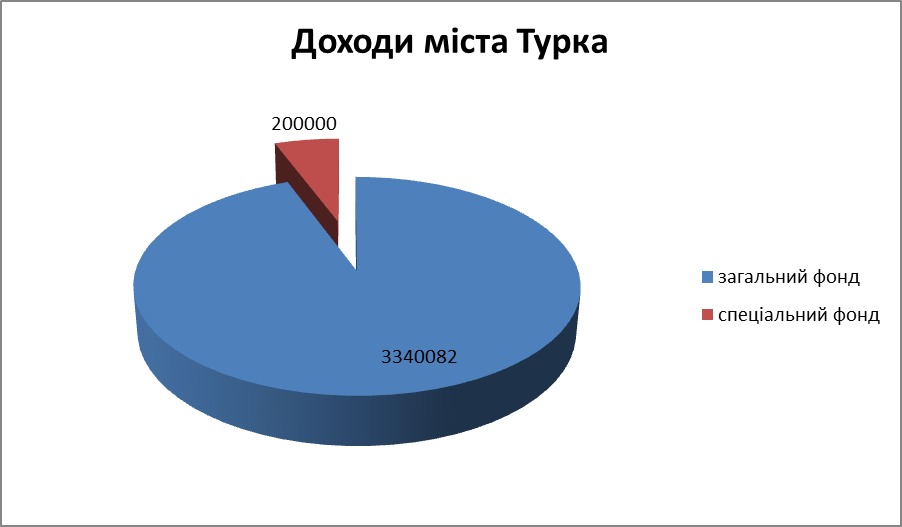 Доходи міста Турка
200000
загальний фонд
спеціальний фонд
3340082